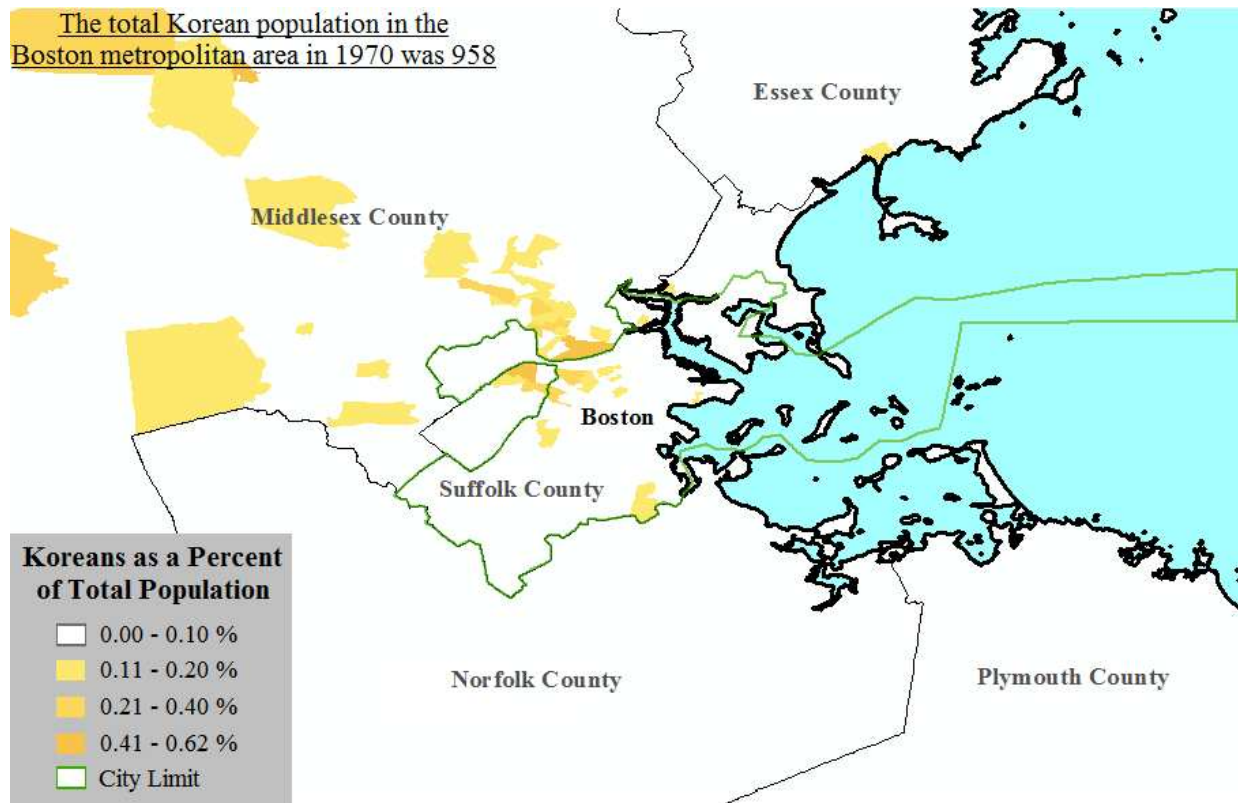 The total Korean population in the
Boston metropolitan area in 1970 was 958
Essex County
Middlesex County
Boston
Suffolk County
Norfolk County
Plymouth County
Koreans as a Percent
of Total Population
0.00 - 0.10 %
0.11 - 0.20 %
0.21 - 0.40 %
0.41 - 0.62 %
City Limit